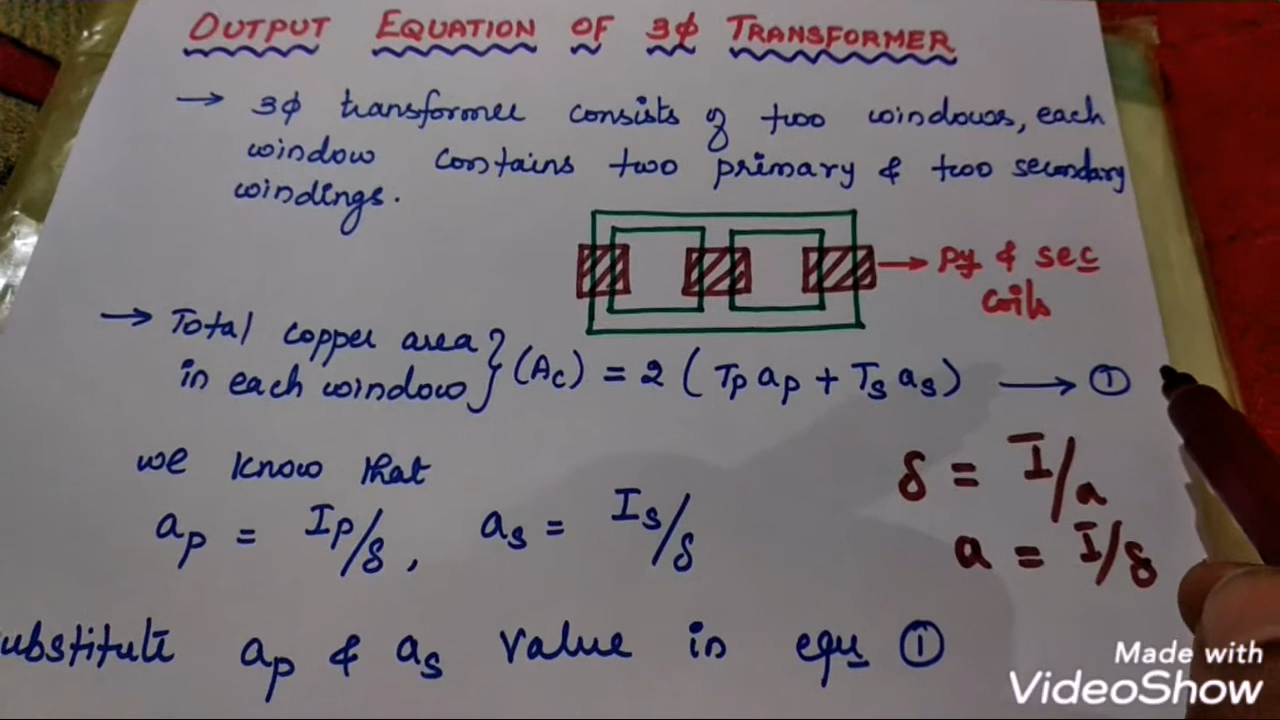 OUTPUT EQUATION OF 3ϕ TRANSFORMER
→ 3ϕ transformer consists of two windows, each
window contains two primary & two secondary
windings.
→ py & sec
coils
→ Total copper area
in each window } (Ac) = 2 ( Tp ap + Ts as ) → ①
we know that
δ = I/a
ap = Ip/δ, as = Is/δ
a = I/δ
ubstitute ap & as value in equ ①
Made with
VideoShow